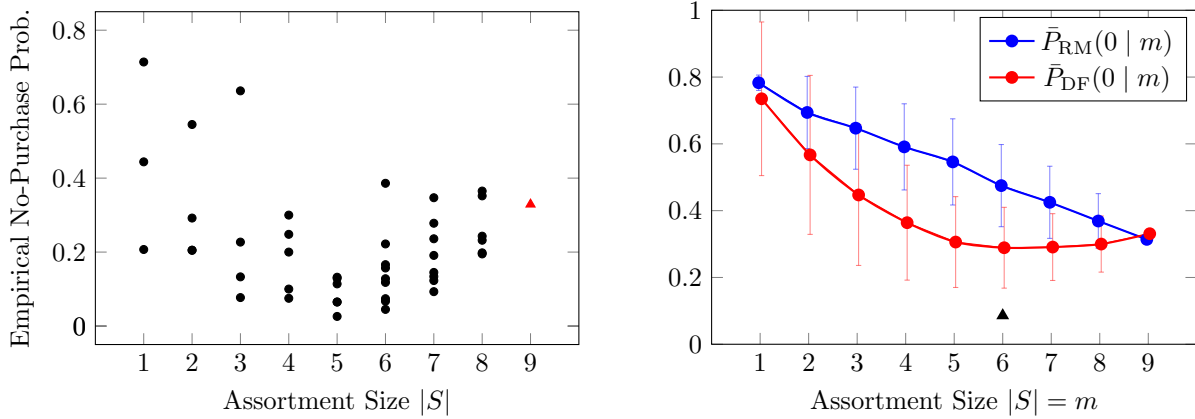 Empirical No-Purchase Prob.
0.8
0.6
0.4
0.2
0
1 2 3 4 5 6 7 8 9
Assortment Size |S|
1
0.8
0.6
0.4
0.2
0
P̄_RM(0 | m)
P̄_DF(0 | m)
1 2 3 4 5 6 7 8 9
Assortment Size |S| = m